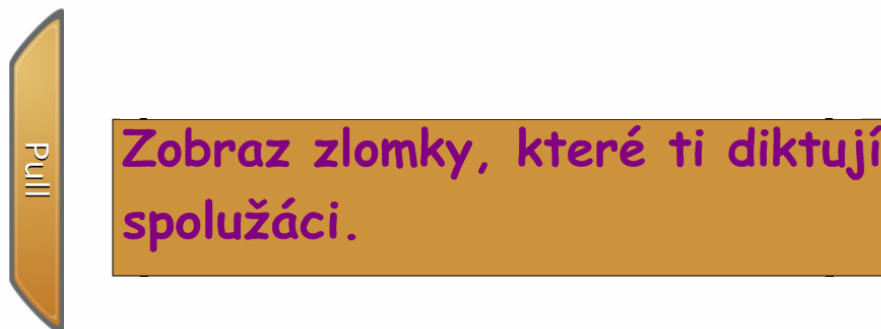 Pull
Zobraz zlomky, které ti diktují
spolužáci.